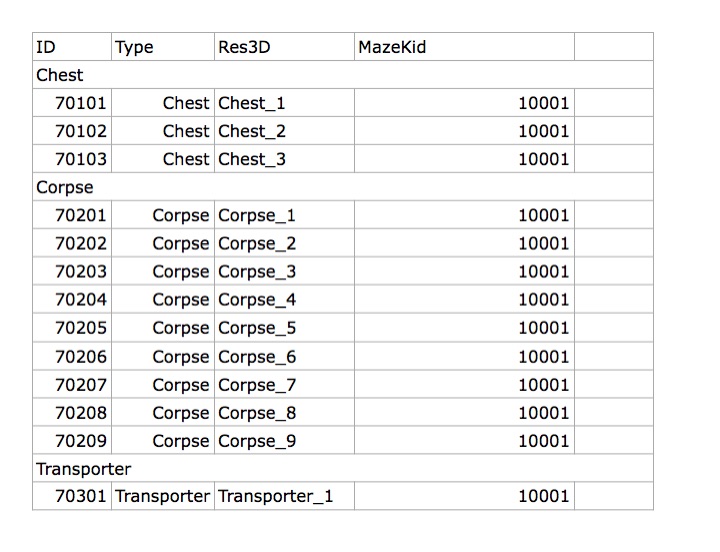 ID Type Res3D MazeKid
Chest
70101 Chest Chest_1 10001
70102 Chest Chest_2 10001
70103 Chest Chest_3 10001
Corpse
70201 Corpse Corpse_1 10001
70202 Corpse Corpse_2 10001
70203 Corpse Corpse_3 10001
70204 Corpse Corpse_4 10001
70205 Corpse Corpse_5 10001
70206 Corpse Corpse_6 10001
70207 Corpse Corpse_7 10001
70208 Corpse Corpse_8 10001
70209 Corpse Corpse_9 10001
Transporter
70301 Transporter Transporter_1 10001